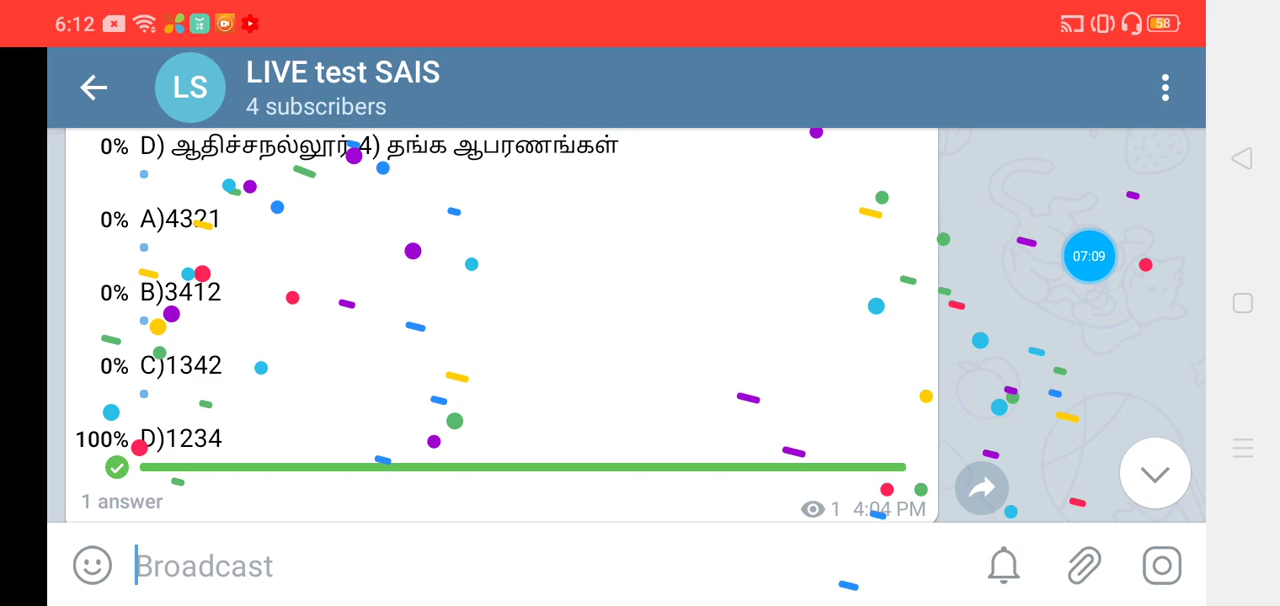 6:12
58
LS
LIVE test SAIS
4 subscribers
0% D) ஆதிச்சநல்லூர் 4) தங்க ஆபரணங்கள்
0% A)4321
07:09
0% B)3412
0% C)1342
100% D)1234
1 answer
1 4:04 PM
Broadcast